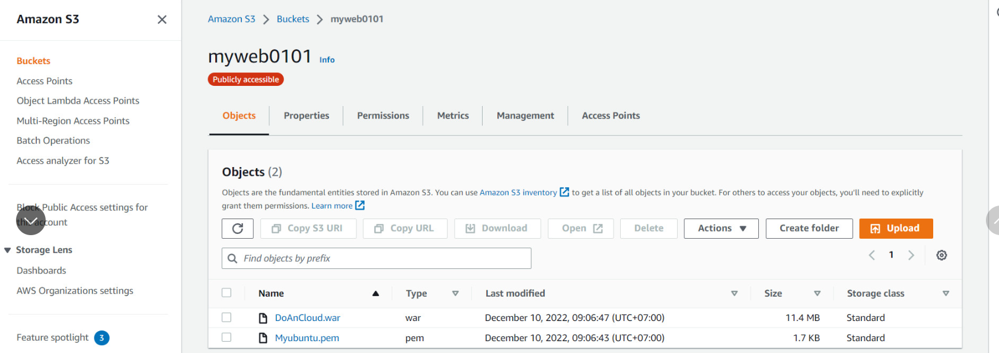 Amazon S3
Buckets
Access Points
Object Lambda Access Points
Multi-Region Access Points
Batch Operations
Access analyzer for S3
Block Public Access settings for
this account
Storage Lens
Dashboards
AWS Organizations settings
Feature spotlight 3
Amazon S3 > Buckets > myweb0101
myweb0101 Info
Publicly accessible
Objects Properties Permissions Metrics Management Access Points
Objects (2)
Objects are the fundamental entities stored in Amazon S3. You can use Amazon S3 inventory to get a list of all objects in your bucket. For others to access your objects, you'll need to explicitly
grant them permissions. Learn more
Copy S3 URI Copy URL Download Open Delete Actions Create folder Upload
Find objects by prefix
1
Name Type Last modified Size Storage class
DoAnCloud.war war December 10, 2022, 09:06:47 (UTC+07:00) 11.4 MB Standard
Myubuntu.pem pem December 10, 2022, 09:06:43 (UTC+07:00) 1.7 KB Standard